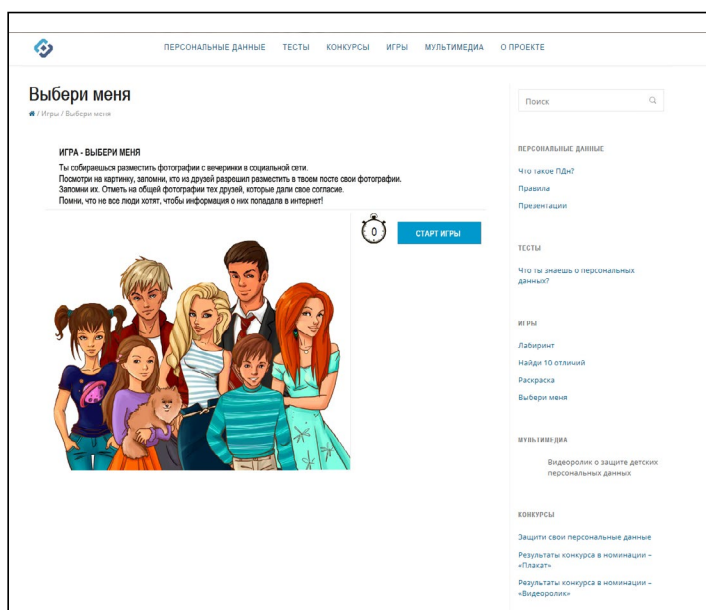 ПЕРСОНАЛЬНЫЕ ДАННЫЕ ТЕСТЫ КОНКУРСЫ ИГРЫ МУЛЬТИМЕДИА О ПРОЕКТЕ
Выбери меня
/ Игры / Выбери меня
ИГРА - ВЫБЕРИ МЕНЯ
Ты собираешься разместить фотографии с вечеринки в социальной сети.
Посмотри на картинку, запомни, кто из друзей разрешил разместить в твоем посте свои фотографии.
Запомни их. Отметь на общей фотографии тех друзей, которые дали свое согласие.
Помни, что не все люди хотят, чтобы информация о них попадала в интернет!
0
СТАРТ ИГРЫ
Поиск
ПЕРСОНАЛЬНЫЕ ДАННЫЕ
Что такое ПДн?
Правила
Презентации
ТЕСТЫ
Что ты знаешь о персональных
данных?
ИГРЫ
Лабиринт
Найди 10 отличий
Раскраска
Выбери меня
МУЛЬТИМЕДИА
Видеоролик о защите детских
персональных данных
КОНКУРСЫ
Защити свои персональные данные
Результаты конкурса в номинации –
«Плакат»
Результаты конкурса в номинации –
«Видеоролик»